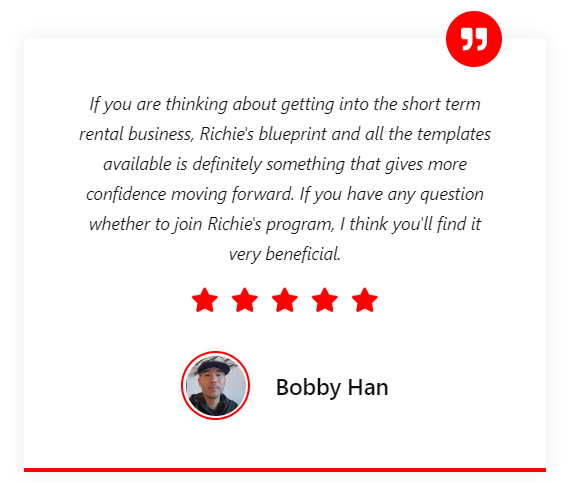 If you are thinking about getting into the short term
rental business, Richie's blueprint and all the templates
available is definitely something that gives more
confidence moving forward. If you have any question
whether to join Richie's program, I think you'll find it
very beneficial.
Bobby Han